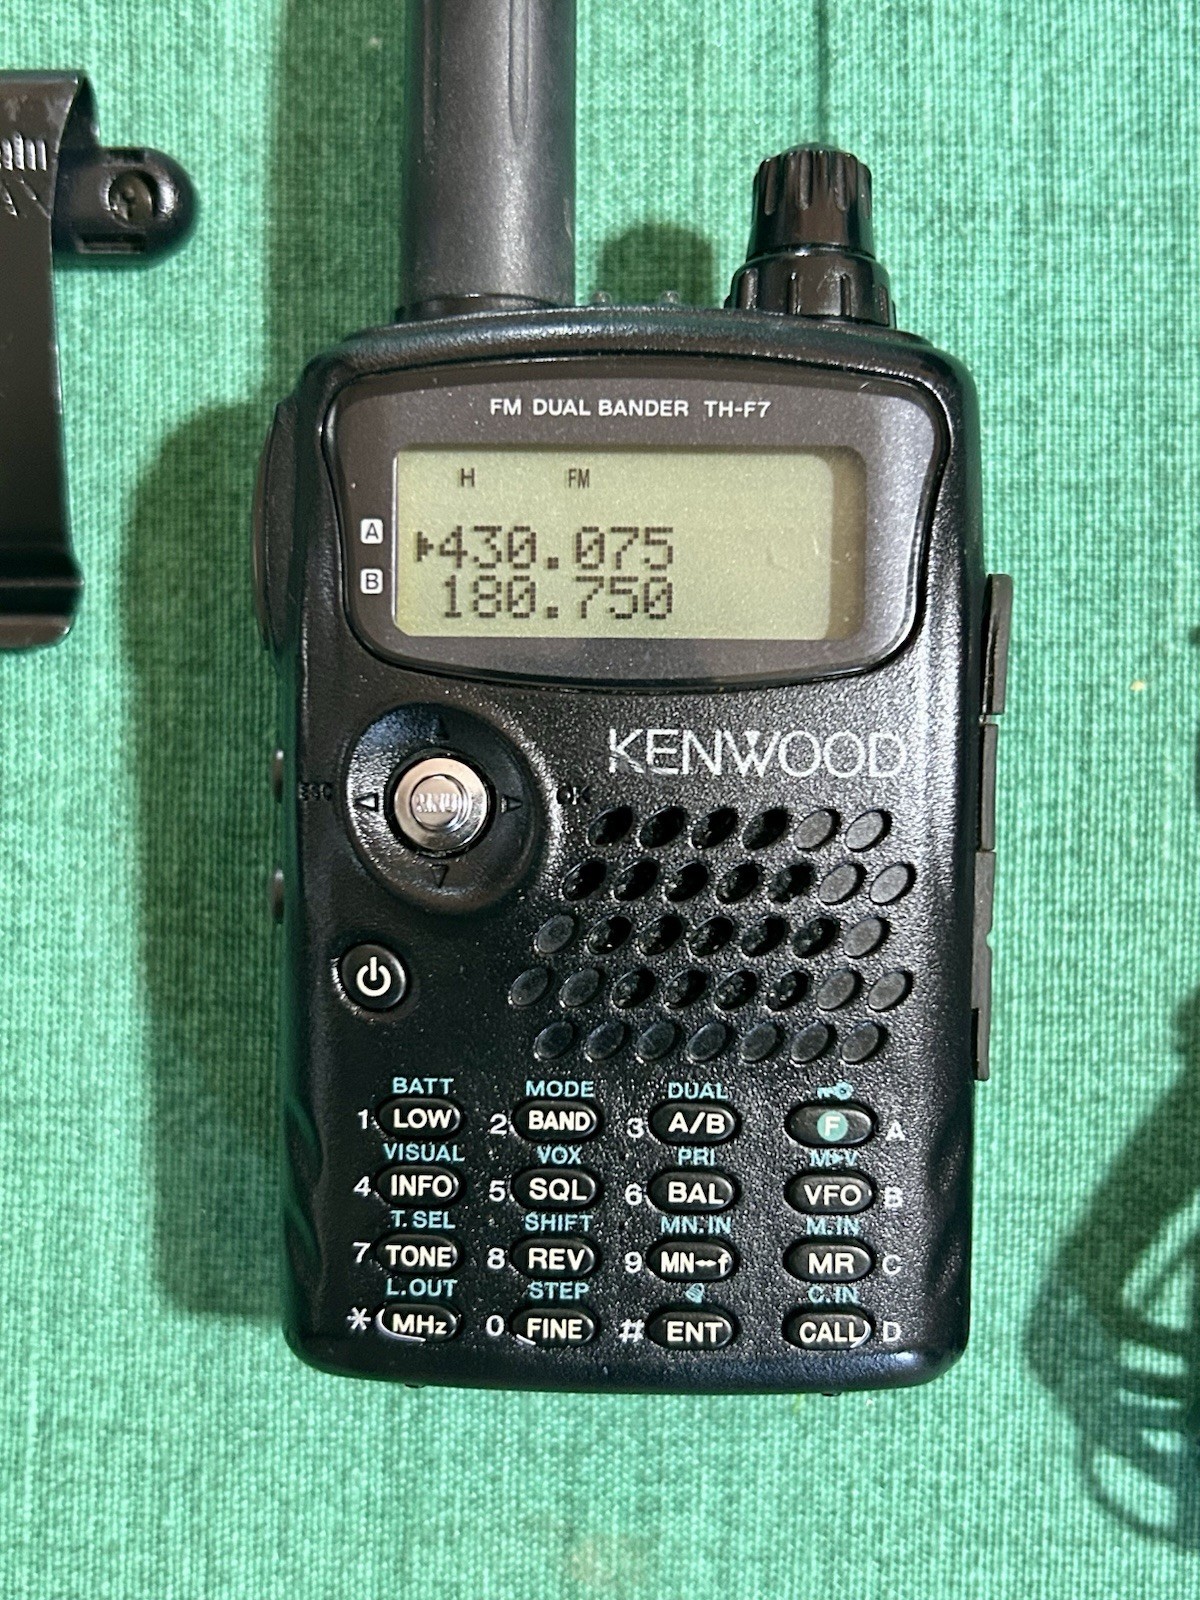 FM DUAL BANDER TH-F7
H FM
A 430.075
B 180.750
KENWOOD
ESC MNU OK
BATT MODE DUAL
1 LOW 2 BAND 3 A/B F A
VISUAL VOX PRI M▶V
4 INFO 5 SQL 6 BAL VFO B
T.SEL SHIFT MN.IN M.IN
7 TONE 8 REV 9 MN↔f MR C
L.OUT STEP C.IN
* MHz 0 FINE # ENT CALL D